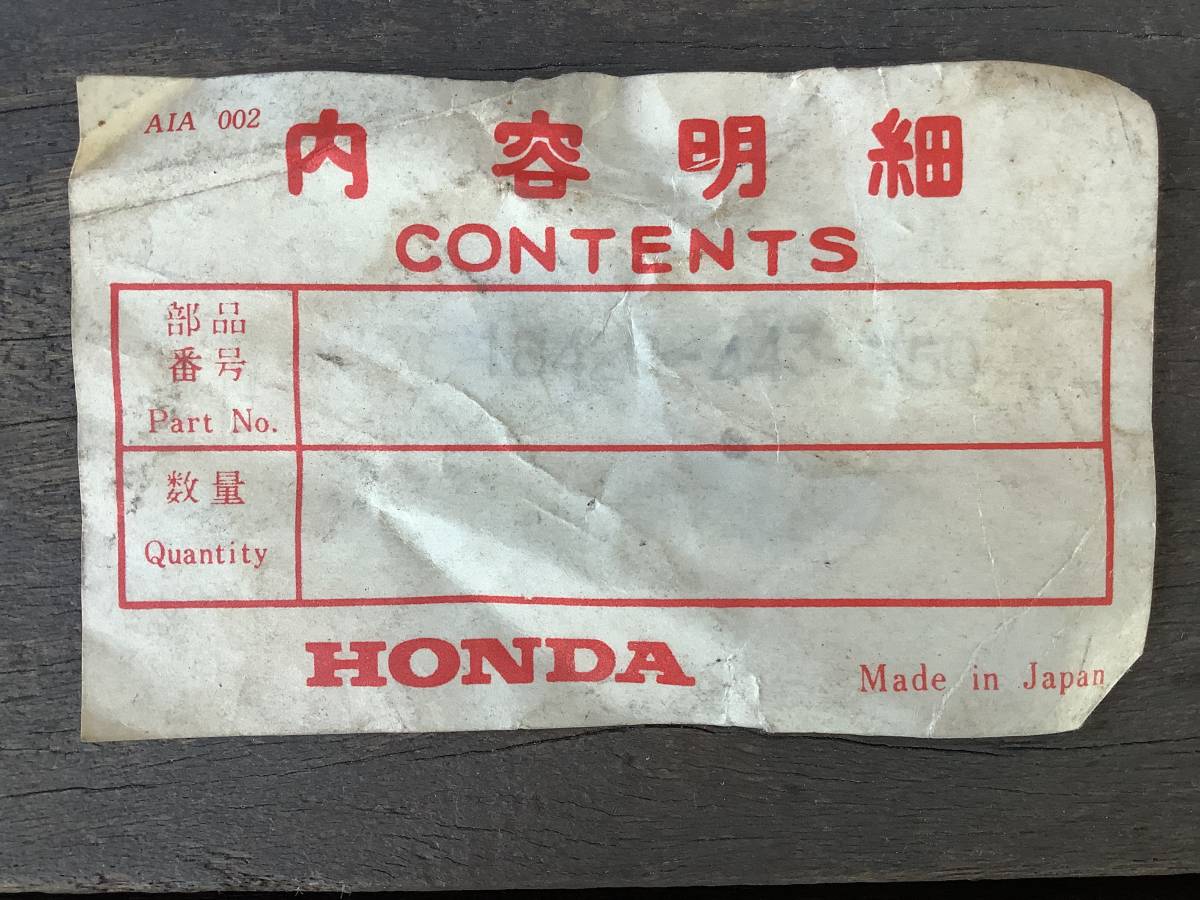 AIA 002
内容明細
CONTENTS
部品
番号
Part No.
数量
Quantity
HONDA
Made in Japan